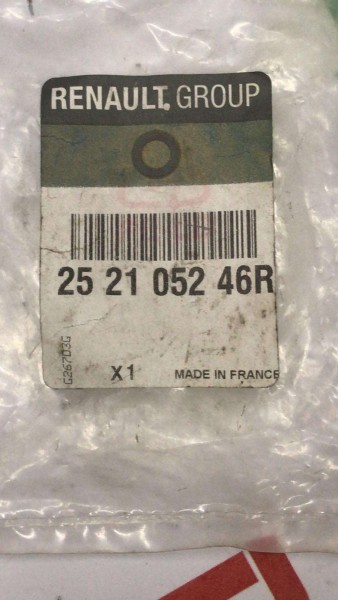 RENAULT GROUP
25 21 052 46R
G267D3G
X1 MADE IN FRANCE